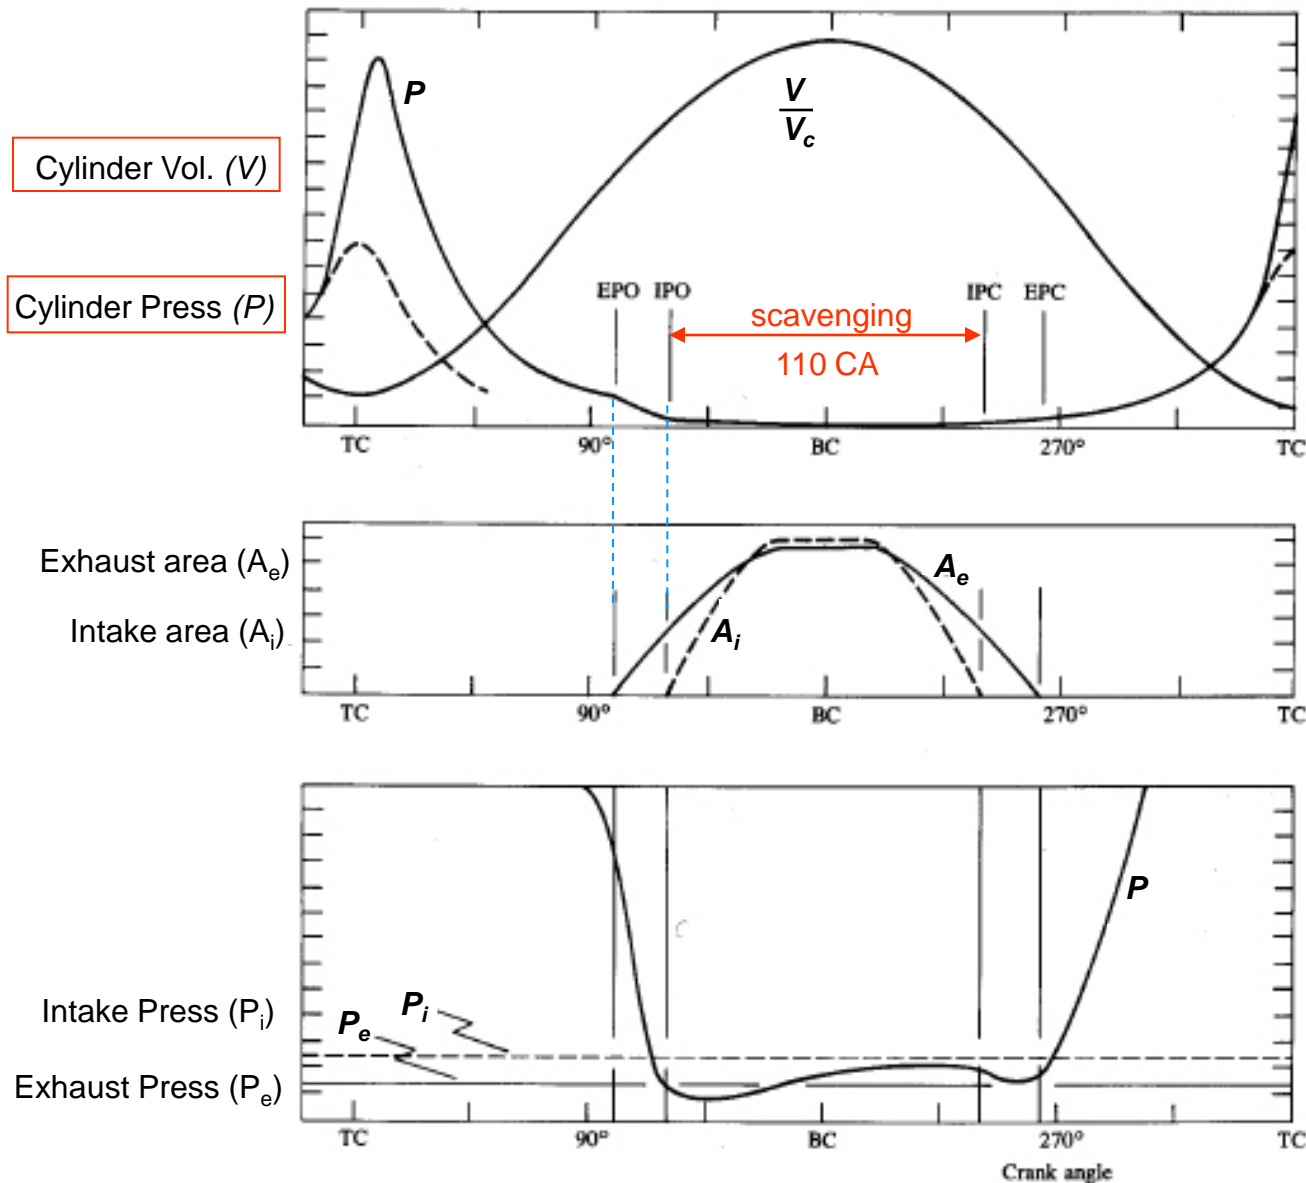 P
V
V_c
Cylinder Vol. (V)
Cylinder Press (P)
EPO IPO IPC EPC
scavenging
110 CA
TC 90° BC 270° TC
Exhaust area (A_e)
A_e
Intake area (A_i)
A_i
TC 90° BC 270° TC
P
Intake Press (P_i)
P_i
P_e
Exhaust Press (P_e)
TC 90° BC 270° TC
Crank angle